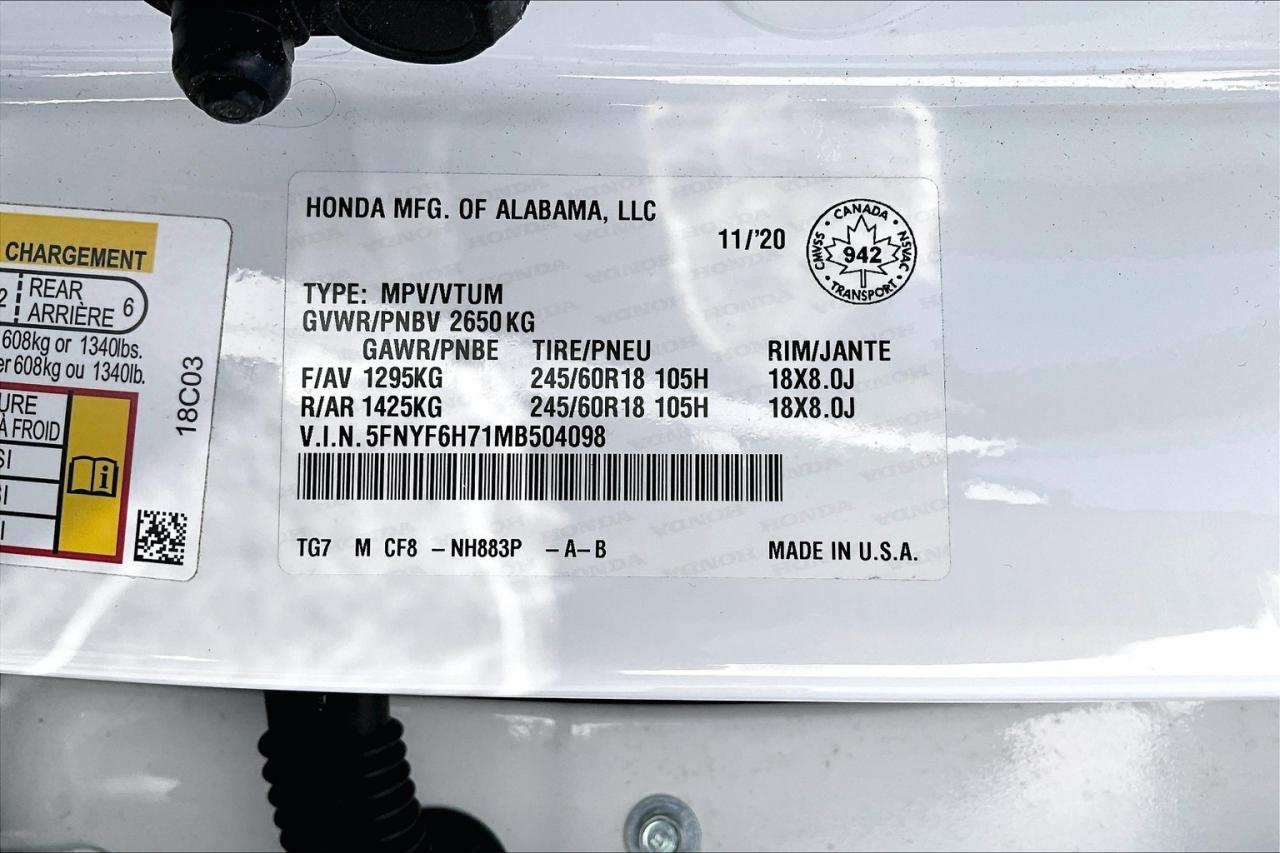 CHARGEMENT
2 REAR 6
ARRIÈRE
608kg or 1340lbs.
608kg ou 1340lb.
À FROID
18C03
HONDA MFG. OF ALABAMA, LLC
11/'20
CANADA
CMVSS 942 NSVAC
TRANSPORT
TYPE: MPV/VTUM
GVWR/PNBV 2650KG
GAWR/PNBE TIRE/PNEU RIM/JANTE
F/AV 1295KG 245/60R18 105H 18X8.0J
R/AR 1425KG 245/60R18 105H 18X8.0J
V.I.N. 5FNYF6H71MB504098
TG7 M CF8 -NH883P -A-B MADE IN U.S.A.